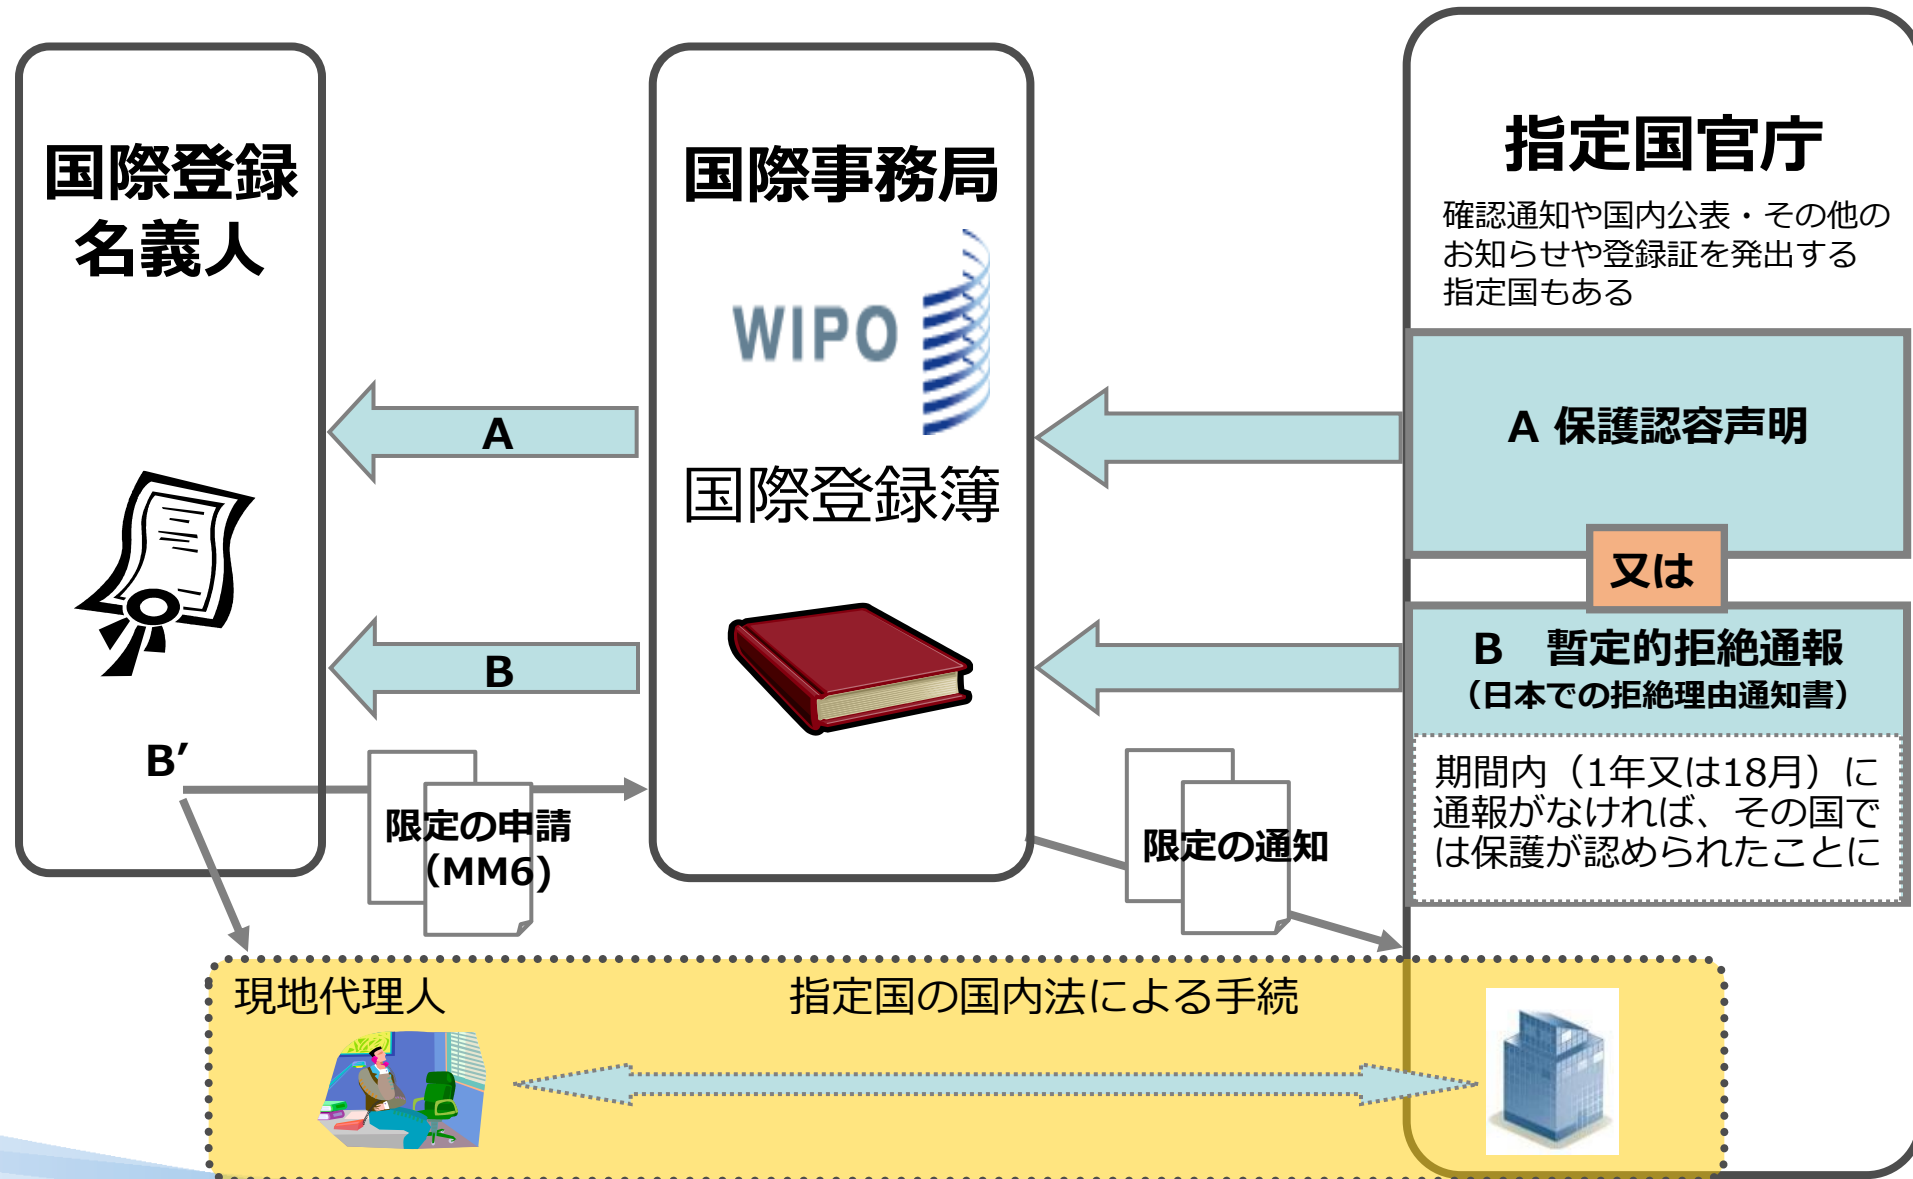 国際登録
名義人
国際事務局
WIPO
国際登録簿
指定国官庁
確認通知や国内公表・その他の
お知らせや登録証を発出する
指定国もある
A 保護認容声明
A
又は
B　暫定的拒絶通報
（日本での拒絶理由通知書）
B
期間内（1年又は18月）に
通報がなければ、その国で
は保護が認められたことに
B′
限定の申請
（MM6)
限定の通知
現地代理人
指定国の国内法による手続